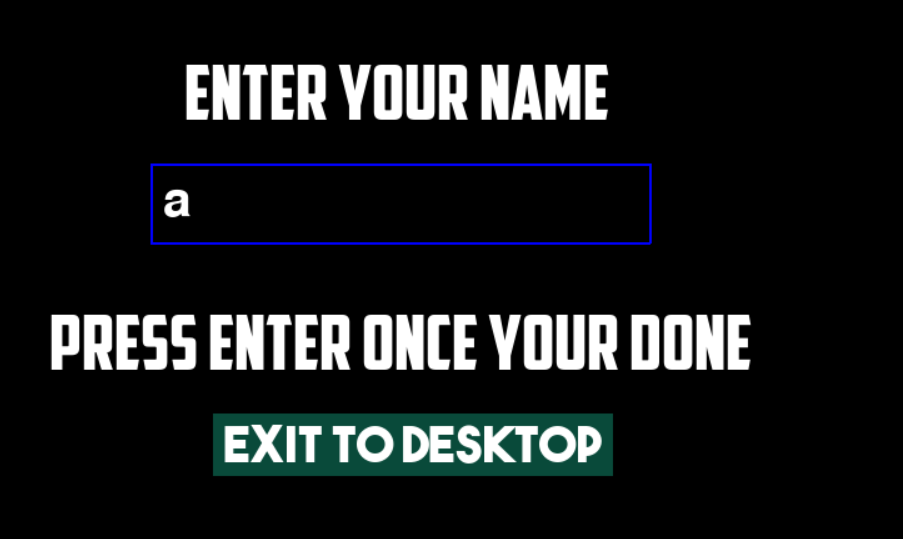 ENTER YOUR NAME
a
PRESS ENTER ONCE YOUR DONE
EXIT TO DESKTOP